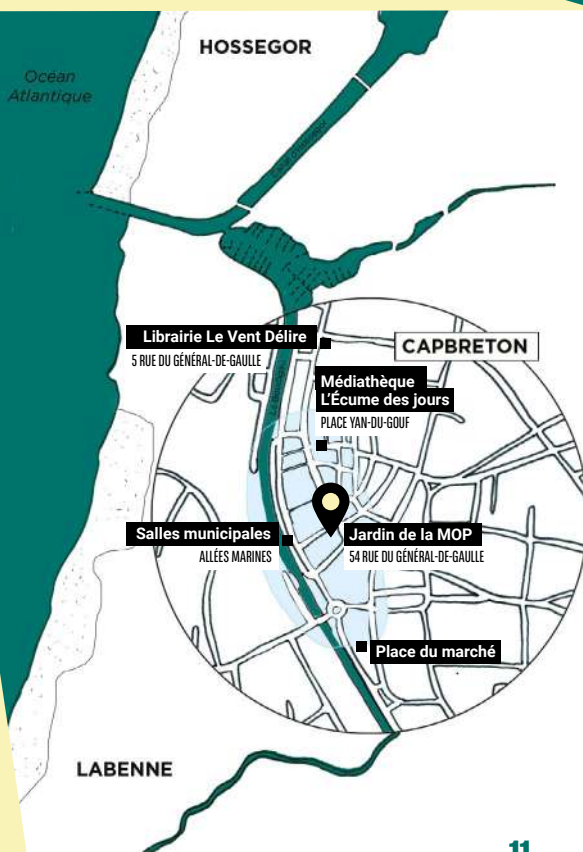 HOSSEGOR
Océan
Atlantique
Librairie Le Vent Délire
5 RUE DU GÉNÉRAL-DE-GAULLE
CAPBRETON
Médiathèque
L'Écume des jours
PLACE YAN-DU-GOUF
Salles municipales
ALLÉES MARINES
Jardin de la MOP
54 RUE DU GÉNÉRAL-DE-GAULLE
Place du marché
LABENNE
11